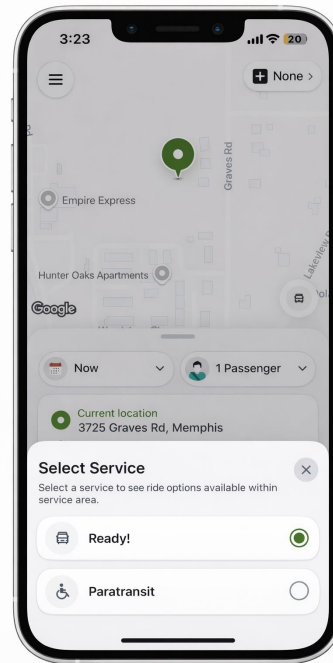 3:23
20
None >
Empire Express
Graves Rd
Hunter Oaks Apartments
Google
Now
1 Passenger
Current location
3725 Graves Rd, Memphis
Select Service
Select a service to see ride options available within
service area.
Ready!
Paratransit